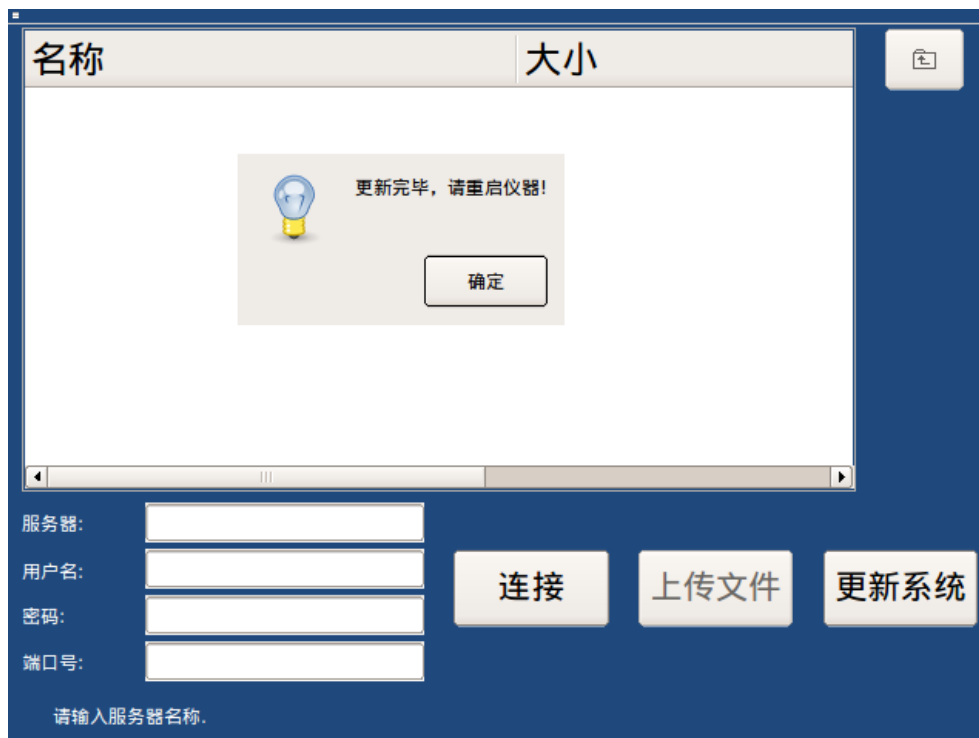 名称 大小
更新完毕，请重启仪器!
确定
服务器:
用户名:
密码:
端口号:
连接 上传文件 更新系统
请输入服务器名称.